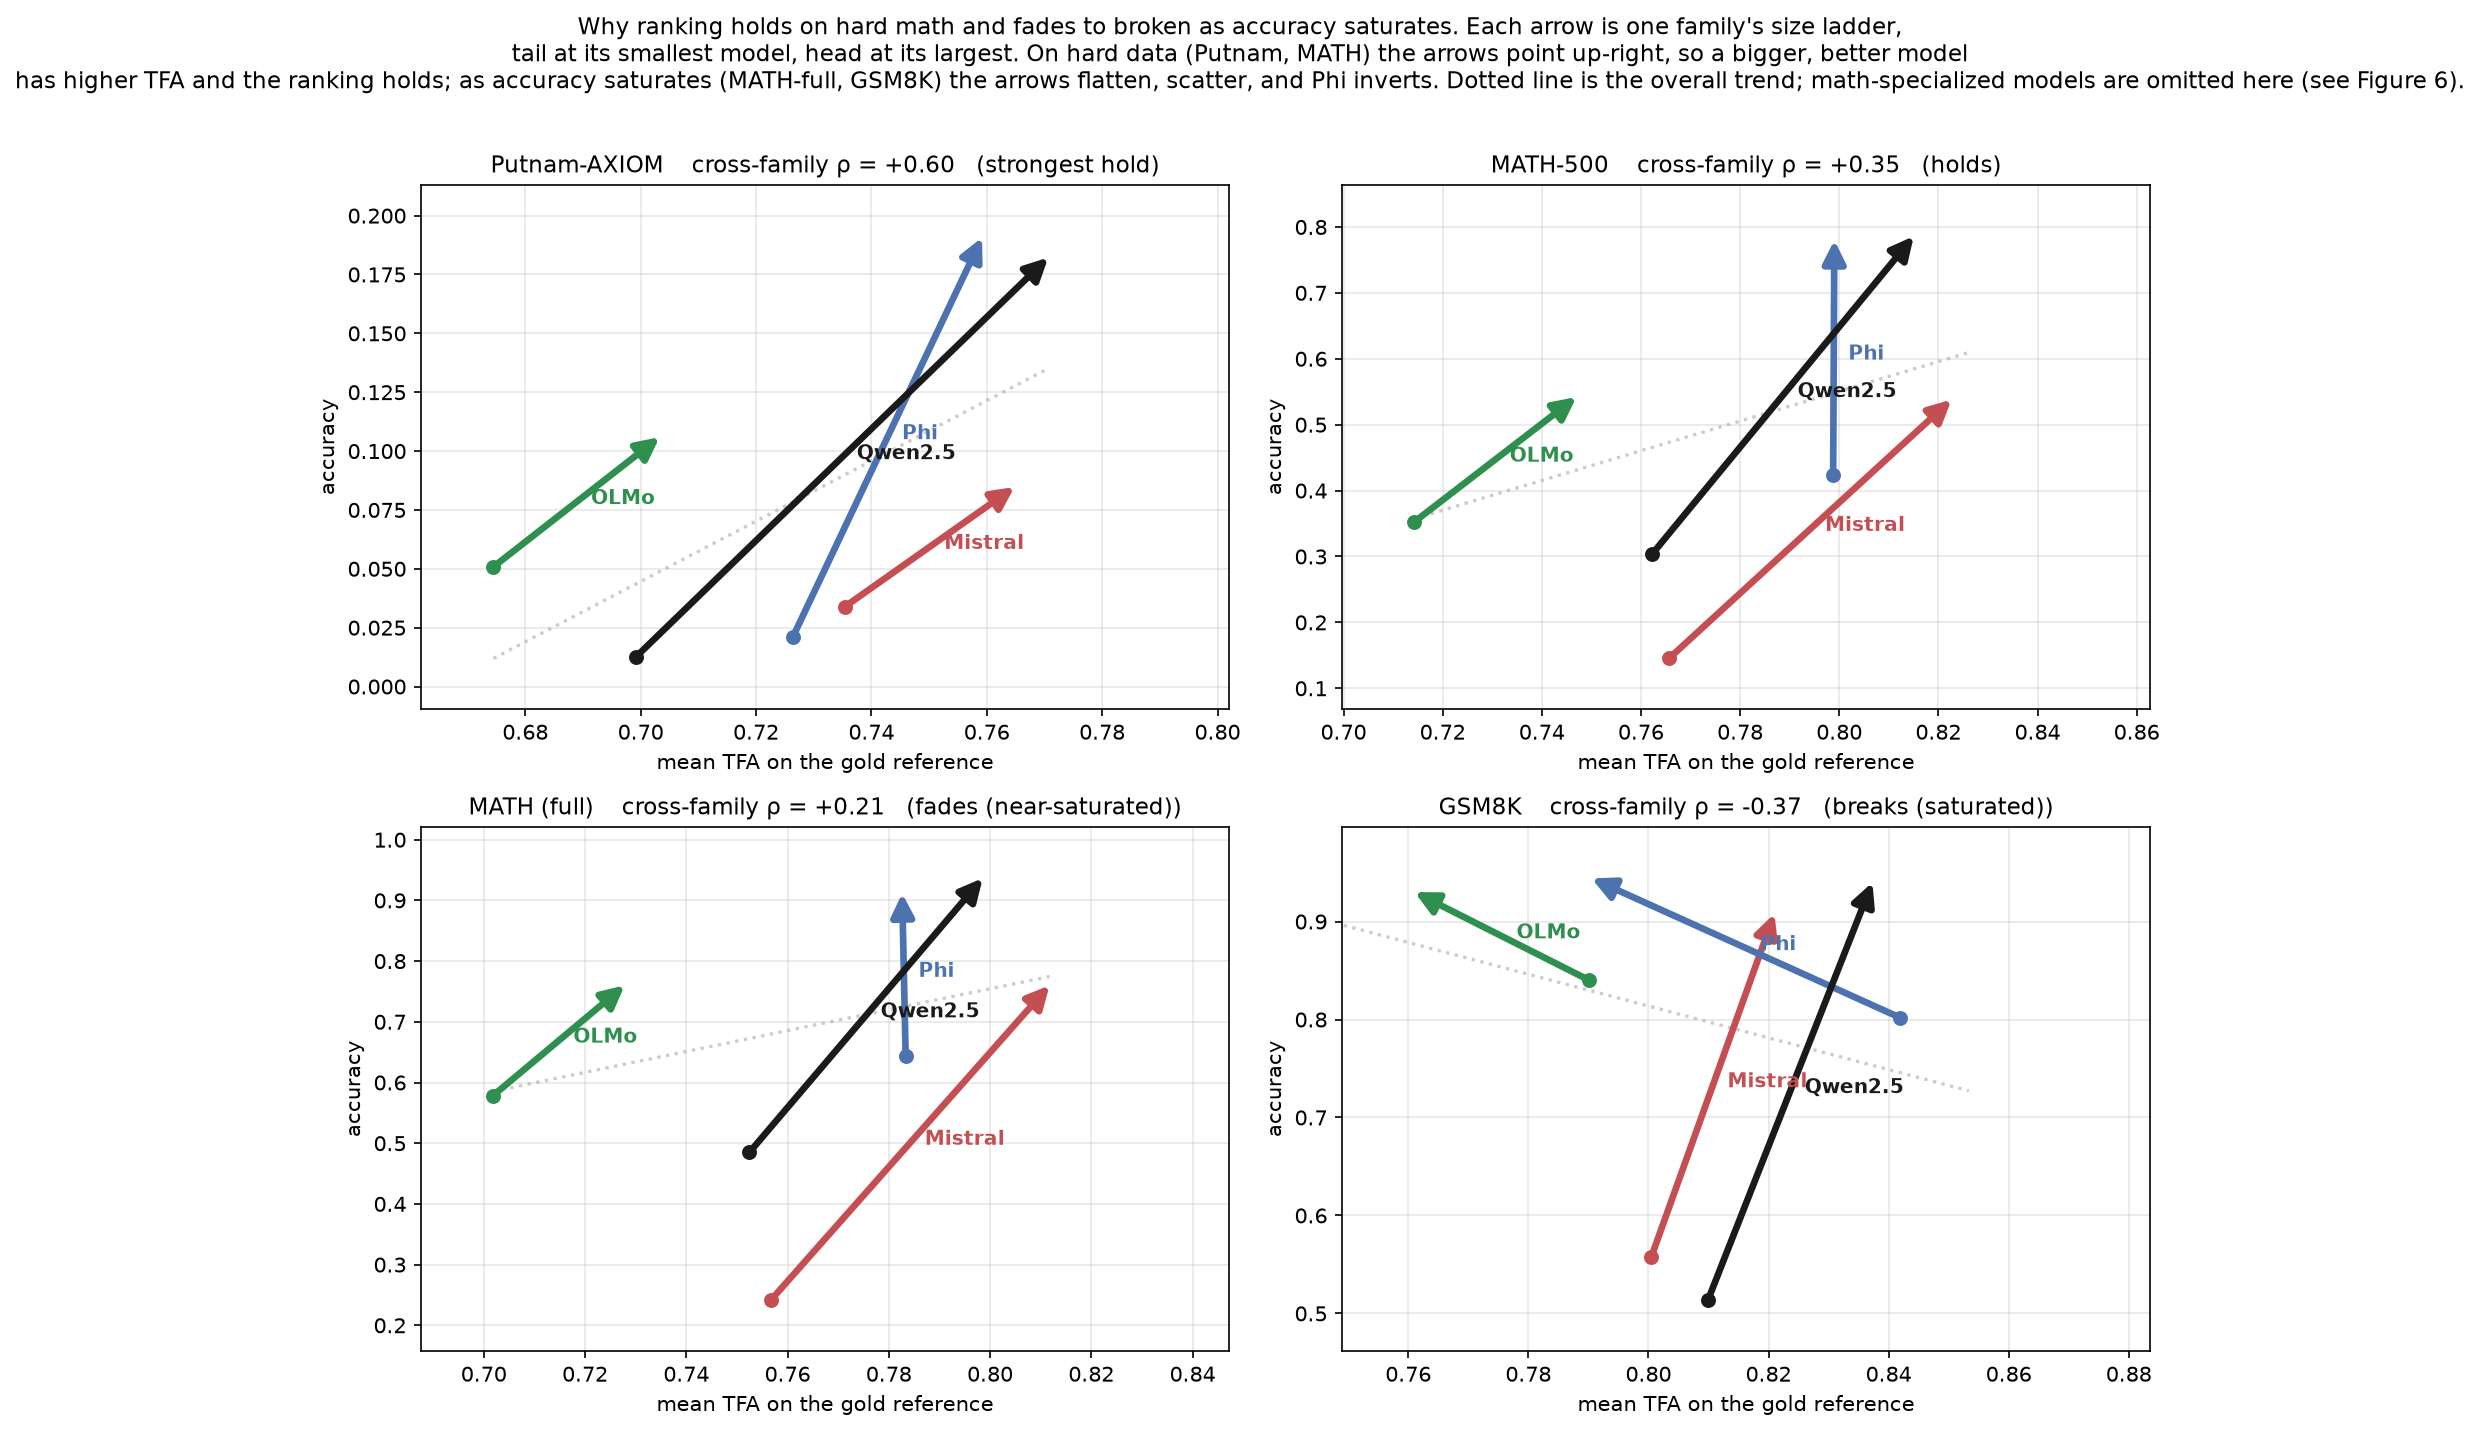 Why ranking holds on hard math and fades to broken as accuracy saturates. Each arrow is one family's size ladder,
tail at its smallest model, head at its largest. On hard data (Putnam, MATH) the arrows point up-right, so a bigger, better model
has higher TFA and the ranking holds; as accuracy saturates (MATH-full, GSM8K) the arrows flatten, scatter, and Phi inverts. Dotted line is the overall trend; math-specialized models are omitted here (see Figure 6).
Putnam-AXIOM    cross-family ρ = +0.60   (strongest hold)
0.200
0.175
0.150
0.125
0.100
0.075
0.050
0.025
0.000
accuracy
Phi
Qwen2.5
OLMo
Mistral
0.68 0.70 0.72 0.74 0.76 0.78 0.80
mean TFA on the gold reference
MATH-500    cross-family ρ = +0.35   (holds)
0.8
0.7
0.6
0.5
0.4
0.3
0.2
0.1
accuracy
Phi
Qwen2.5
OLMo
Mistral
0.70 0.72 0.74 0.76 0.78 0.80 0.82 0.84 0.86
mean TFA on the gold reference
MATH (full)    cross-family ρ = +0.21   (fades (near-saturated))
1.0
0.9
0.8
0.7
0.6
0.5
0.4
0.3
0.2
accuracy
Phi
Qwen2.5
OLMo
Mistral
0.70 0.72 0.74 0.76 0.78 0.80 0.82 0.84
mean TFA on the gold reference
GSM8K    cross-family ρ = -0.37   (breaks (saturated))
0.9
0.8
0.7
0.6
0.5
accuracy
OLMo
Phi
Mistral
Qwen2.5
0.76 0.78 0.80 0.82 0.84 0.86 0.88
mean TFA on the gold reference